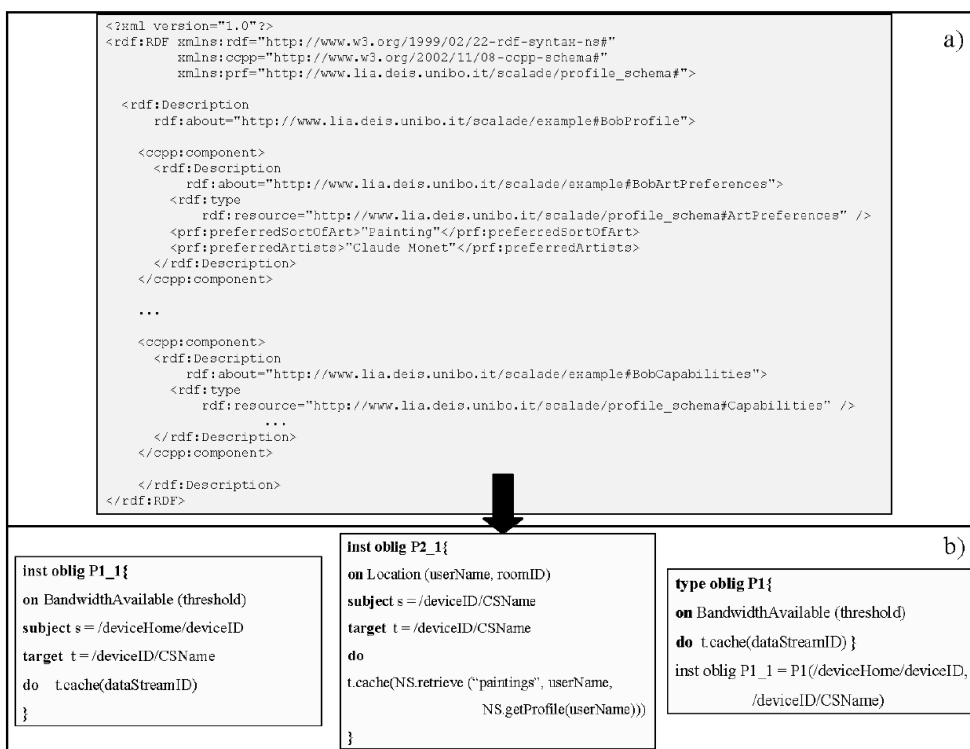 <?xml version="1.0"?>
<rdf:RDF xmlns:rdf="http://www.w3.org/1999/02/22-rdf-syntax-ns#"
xmlns:ccpp="http://www.w3.org/2002/11/08-ccpp-schema#"
xmlns:prf="http://www.lia.deis.unibo.it/scalade/profile_schema#">
a)
<rdf:Description
rdf:about="http://www.lia.deis.unibo.it/scalade/example#BobProfile">
<ccpp:component>
<rdf:Description
rdf:about="http://www.lia.deis.unibo.it/scalade/example#BobArtPreferences">
<rdf:type
rdf:resource="http://www.lia.deis.unibo.it/scalade/profile_schema#ArtPreferences" />
<prf:preferredSortOfArt>"Painting"</prf:preferredSortOfArt>
<prf:preferredArtists>"Claude Monet"</prf:preferredArtists>
</rdf:Description>
</ccpp:component>
...
<ccpp:component>
<rdf:Description
rdf:about="http://www.lia.deis.unibo.it/scalade/example#BobCapabilities">
<rdf:type
rdf:resource="http://www.lia.deis.unibo.it/scalade/profile_schema#Capabilities" />
...
</rdf:Description>
</ccpp:component>
</rdf:Description>
</rdf:RDF>
b)
inst oblig P1_1{
on BandwidthAvailable (threshold)
subject s = /deviceHome/deviceID
target t = /deviceID/CSName
do t.cache(dataStreamID)
}
inst oblig P2_1{
on Location (userName, roomID)
subject s = /deviceID/CSName
target t = /deviceID/CSName
do
t.cache(NS.retrieve (“paintings”, userName,
NS.getProfile(userName)))
}
type oblig P1{
on BandwidthAvailable (threshold)
do t.cache(dataStreamID) }
inst oblig P1_1 = P1(/deviceHome/deviceID,
/deviceID/CSName)